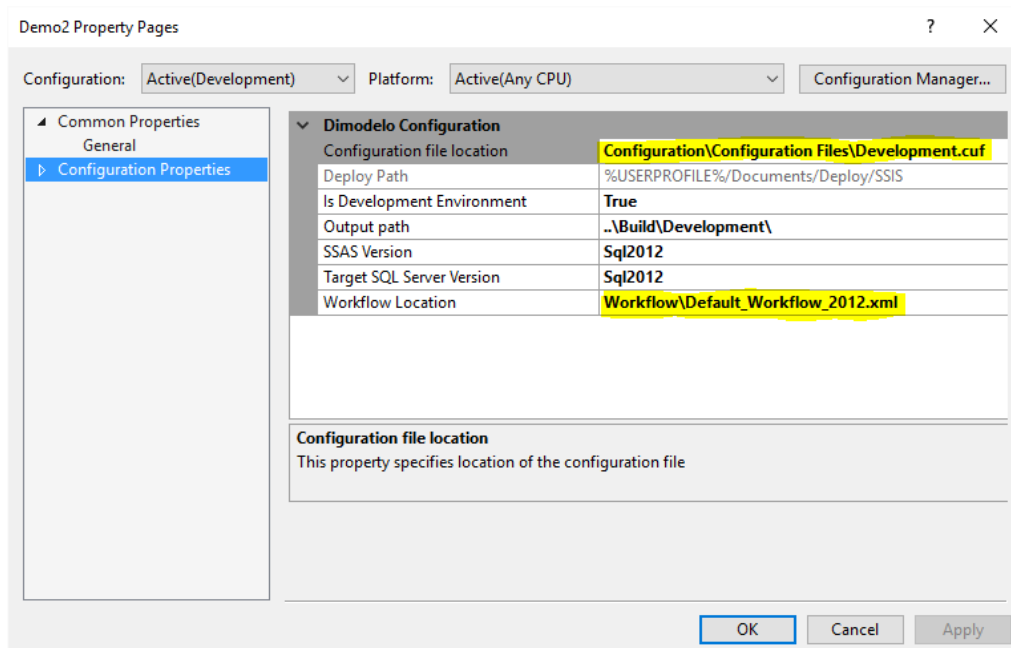 Demo2 Property Pages ?
Configuration: Active(Development) Platform: Active(Any CPU) Configuration Manager...
Common Properties
General
Configuration Properties
Dimodelo Configuration
Configuration file location Configuration\Configuration Files\Development.cuf
Deploy Path %USERPROFILE%/Documents/Deploy/SSIS
Is Development Environment True
Output path ..\Build\Development\
SSAS Version Sql2012
Target SQL Server Version Sql2012
Workflow Location Workflow\Default_Workflow_2012.xml
Configuration file location
This property specifies location of the configuration file
OK Cancel Apply